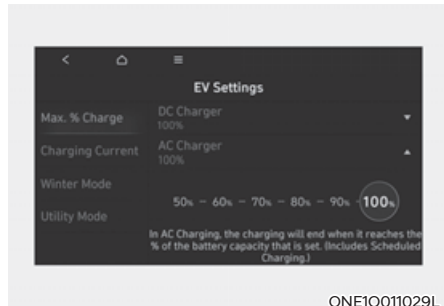 EV Settings
Max. % Charge
DC Charger
100%
Charging Current
AC Charger
100%
Winter Mode
50% – 60% – 70% – 80% – 90% 100%
Utility Mode
In AC Charging, the charging will end when it reaches the
% of the battery capacity that is set. (Includes Scheduled
Charging.)
ONE1Q011029L